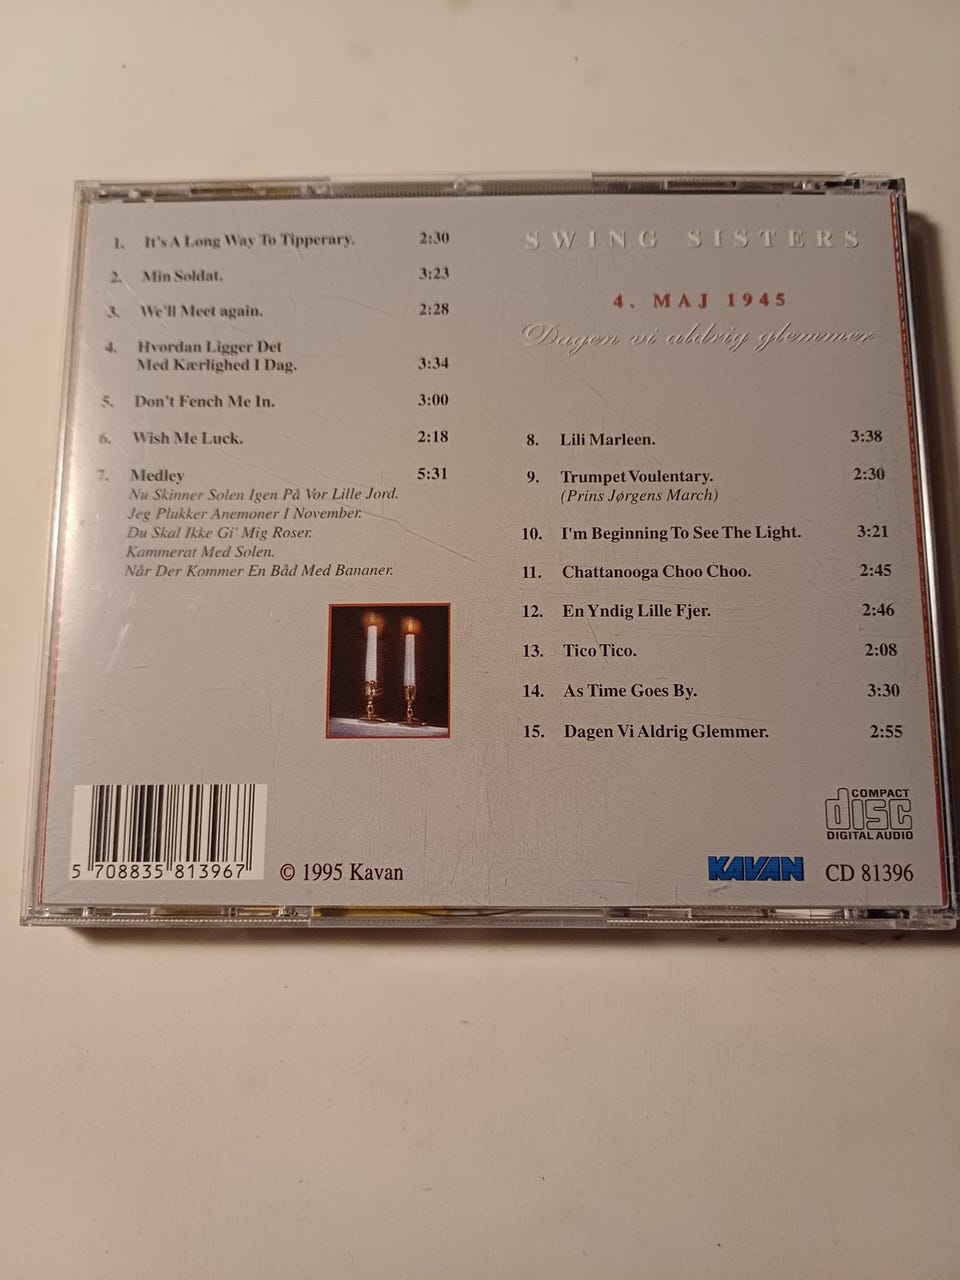 1. It's A Long Way To Tipperary. 2:30
2. Min Soldat. 3:23
3. We'll Meet again. 2:28
4. Hvordan Ligger Det
Med Kærlighed I Dag. 3:34
5. Don't Fench Me In. 3:00
6. Wish Me Luck. 2:18
7. Medley 5:31
Nu Skinner Solen Igen På Vor Lille Jord.
Jeg Plukker Anemoner I November.
Du Skal Ikke Gi' Mig Roser.
Kammerat Med Solen.
Når Der Kommer En Båd Med Bananer.
SWING SISTERS
4. MAJ 1945
Dagen vi aldrig glemmer
8. Lili Marleen. 3:38
9. Trumpet Voulentary. 2:30
(Prins Jørgens March)
10. I'm Beginning To See The Light. 3:21
11. Chattanooga Choo Choo. 2:45
12. En Yndig Lille Fjer. 2:46
13. Tico Tico. 2:08
14. As Time Goes By. 3:30
15. Dagen Vi Aldrig Glemmer. 2:55
5 708835 813967
© 1995 Kavan
COMPACT
disc
DIGITAL AUDIO
KAVAN CD 81396